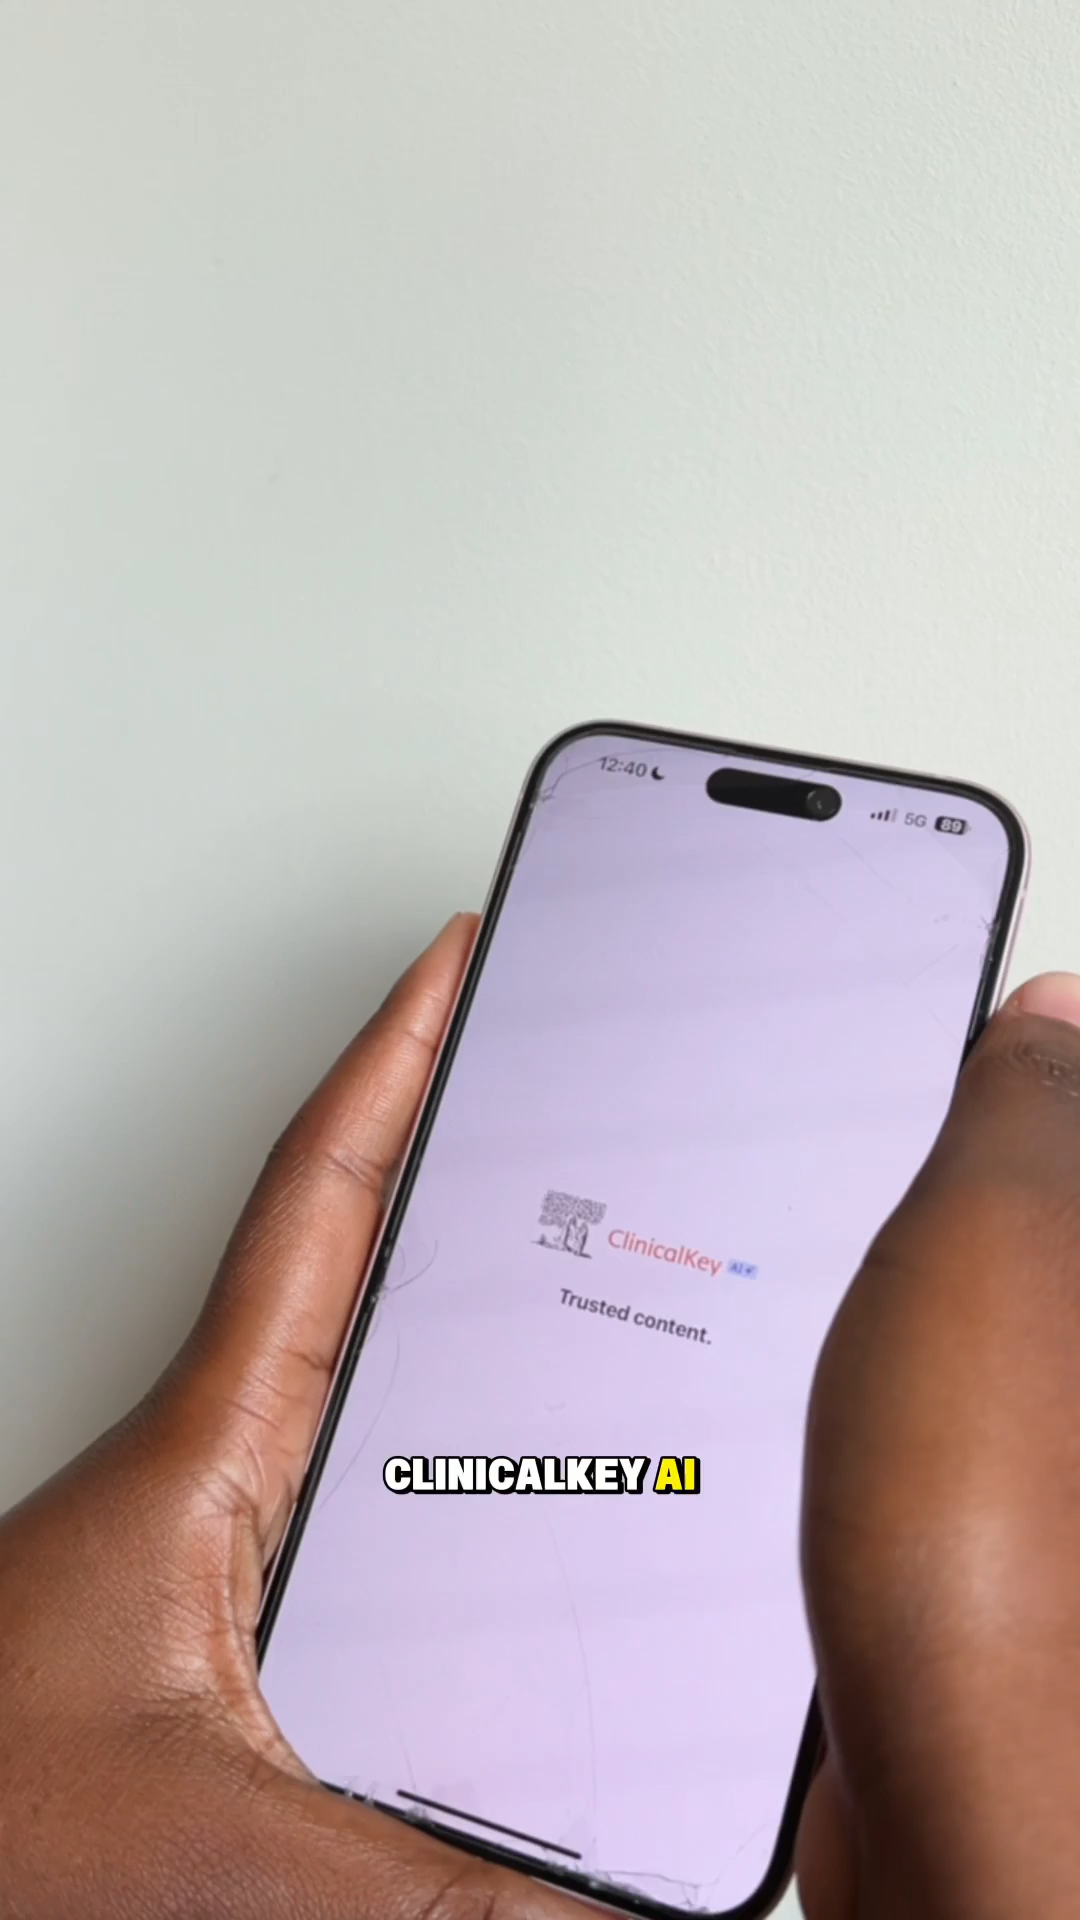 12:40
5G 89
ClinicalKey AI
Trusted content.
CLINICALKEY AI